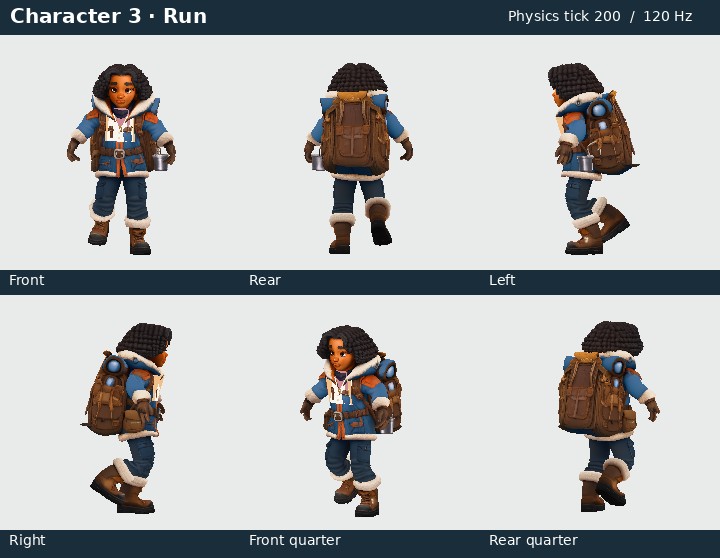 Character 3 · Run
Physics tick 200 / 120 Hz
Front
Rear
Left
Right
Front quarter
Rear quarter